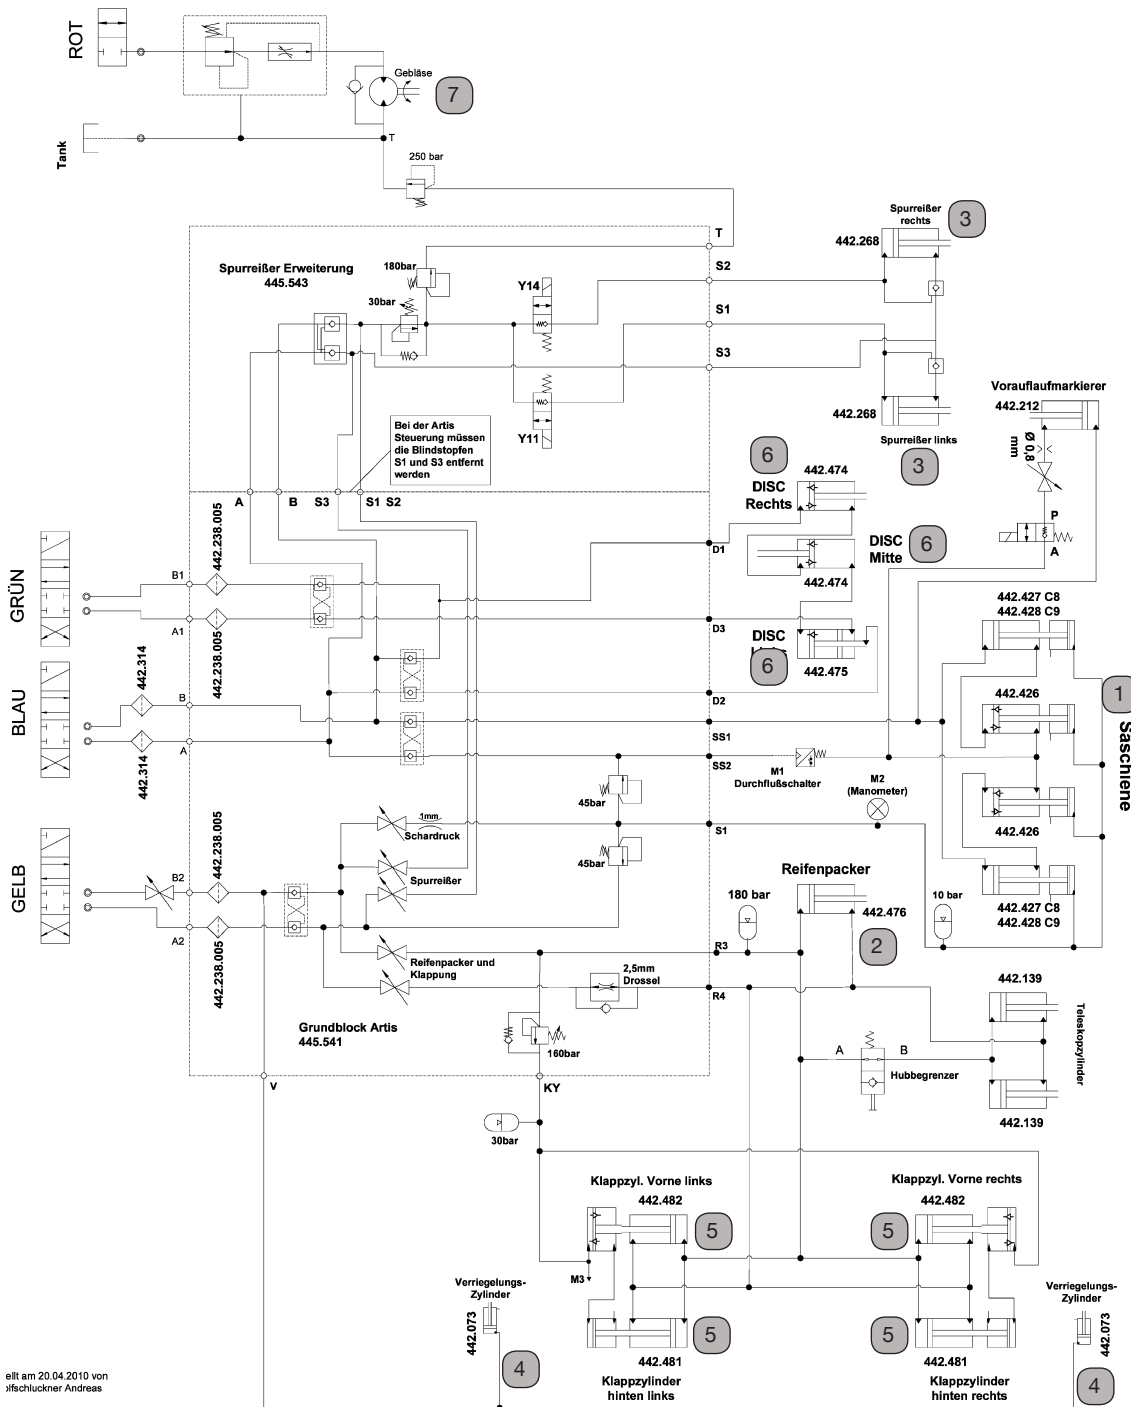 ROT
Gebläse
7
T
Tank
250 bar
T
Spurreißer
rechts
3
442.268
S2
Spurreißer Erweiterung
445.543
180bar
Y14
30bar
S1
S3
Vorauflaufmarkierer
442.212
442.268
Spurreißer links
3
Y11
Bei der Artis
Steuerung müssen
die Blindstopfen
S1 und S3 entfernt
werden
Ø 0,8
mm
6
442.474
DISC
Rechts
A
B
S3
S1 S2
P
A
442.238.005
D1
DISC
Mitte
6
442.474
GRÜN
B1
A1
442.238.005
D3
DISC
6
442.475
442.427 C8
442.428 C9
442.314
BLAU
B
A
442.314
D2
SS1
SS2
442.426
1
Saschiene
M1
Durchflußschalter
M2
(Manometer)
45bar
442.426
1mm
Schardruck
S1
442.238.005
45bar
GELB
B2
A2
442.238.005
Spurreißer
Reifenpacker
442.476
180 bar
10 bar
442.427 C8
442.428 C9
2
R3
Reifenpacker und
Klappung
2,5mm
Drossel
R4
442.139
Teleskopzylinder
Grundblock Artis
445.541
160bar
A
B
Hubbegrenzer
442.139
V
KY
30bar
Klappzyl. Vorne links
442.482
5
Klappzyl. Vorne rechts
442.482
5
M3
Verriegelungs-
Zylinder
442.073
4
5
442.481
Klappzylinder
hinten links
5
442.481
Klappzylinder
hinten rechts
Verriegelungs-
Zylinder
442.073
4
ellt am 20.04.2010 von
olfschluckner Andreas